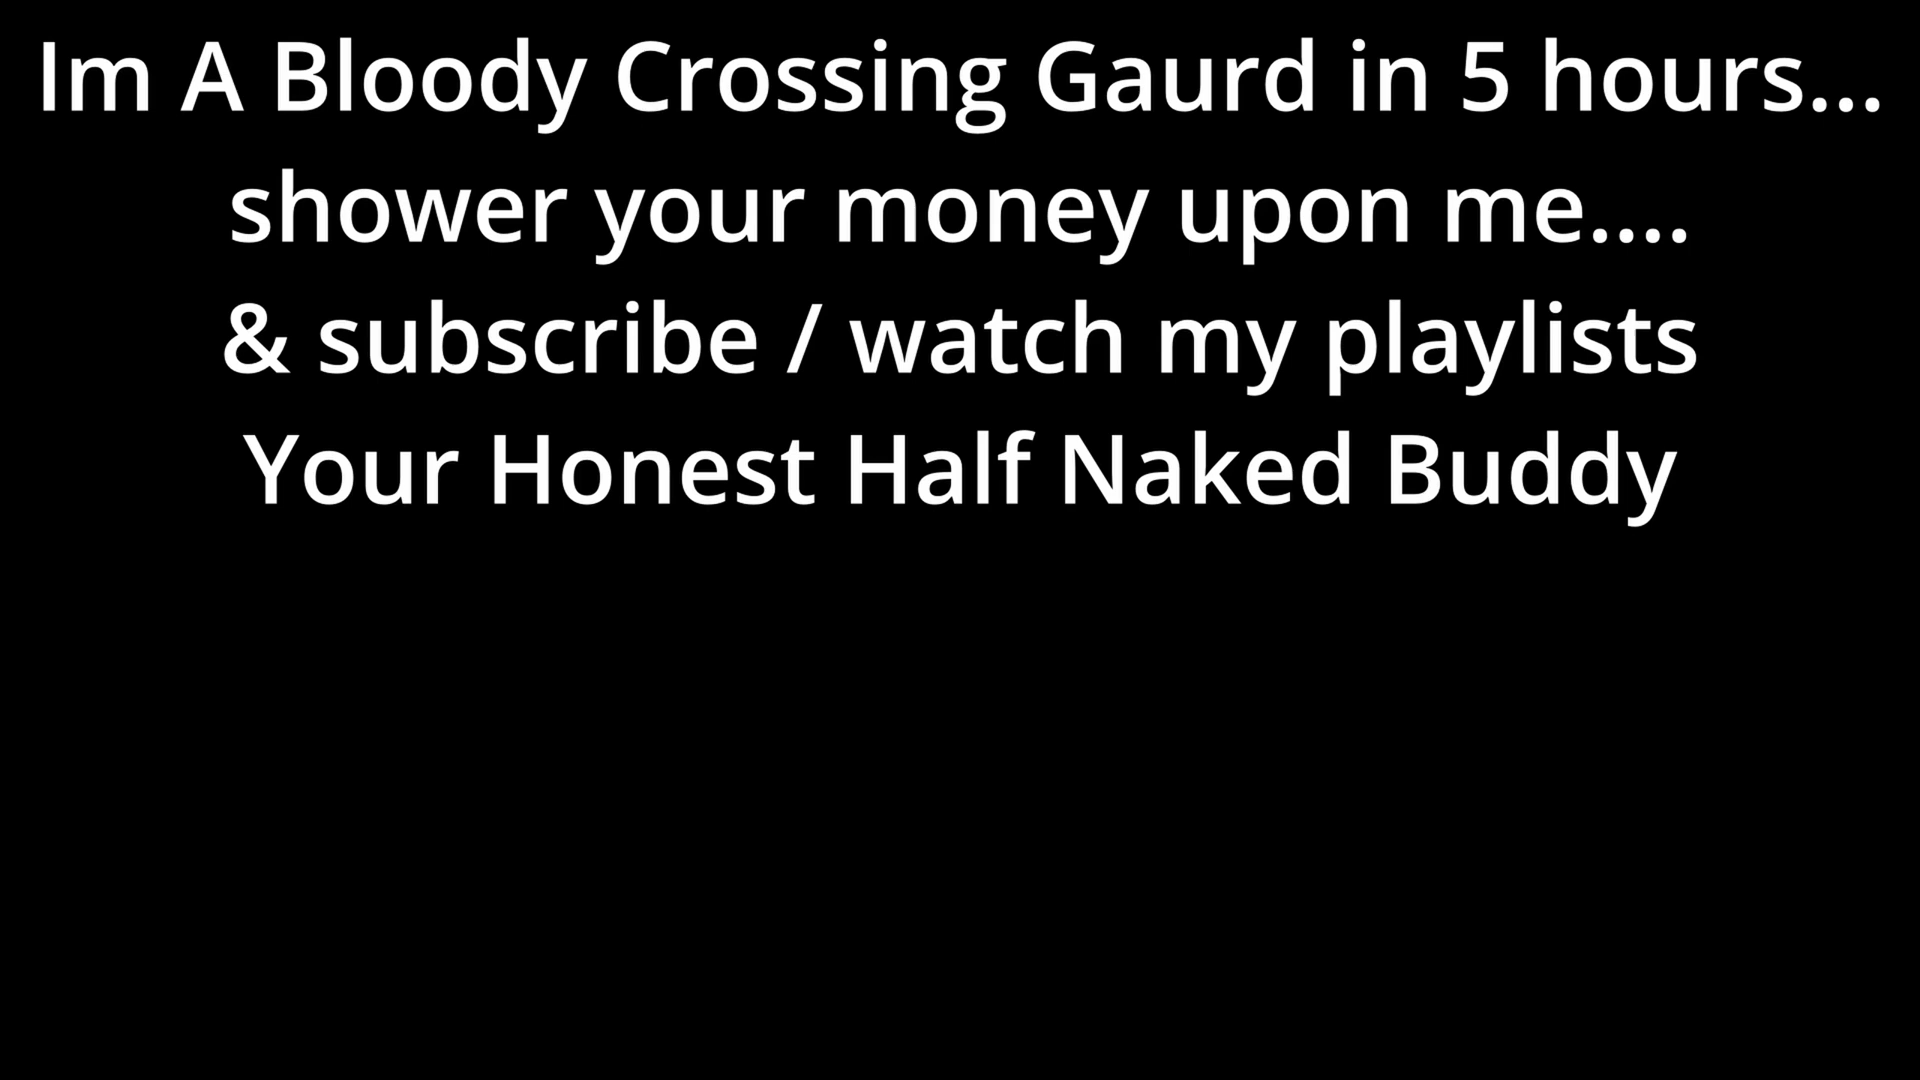 Im A Bloody Crossing Gaurd in 5 hours...
shower your money upon me....
& subscribe / watch my playlists
Your Honest Half Naked Buddy